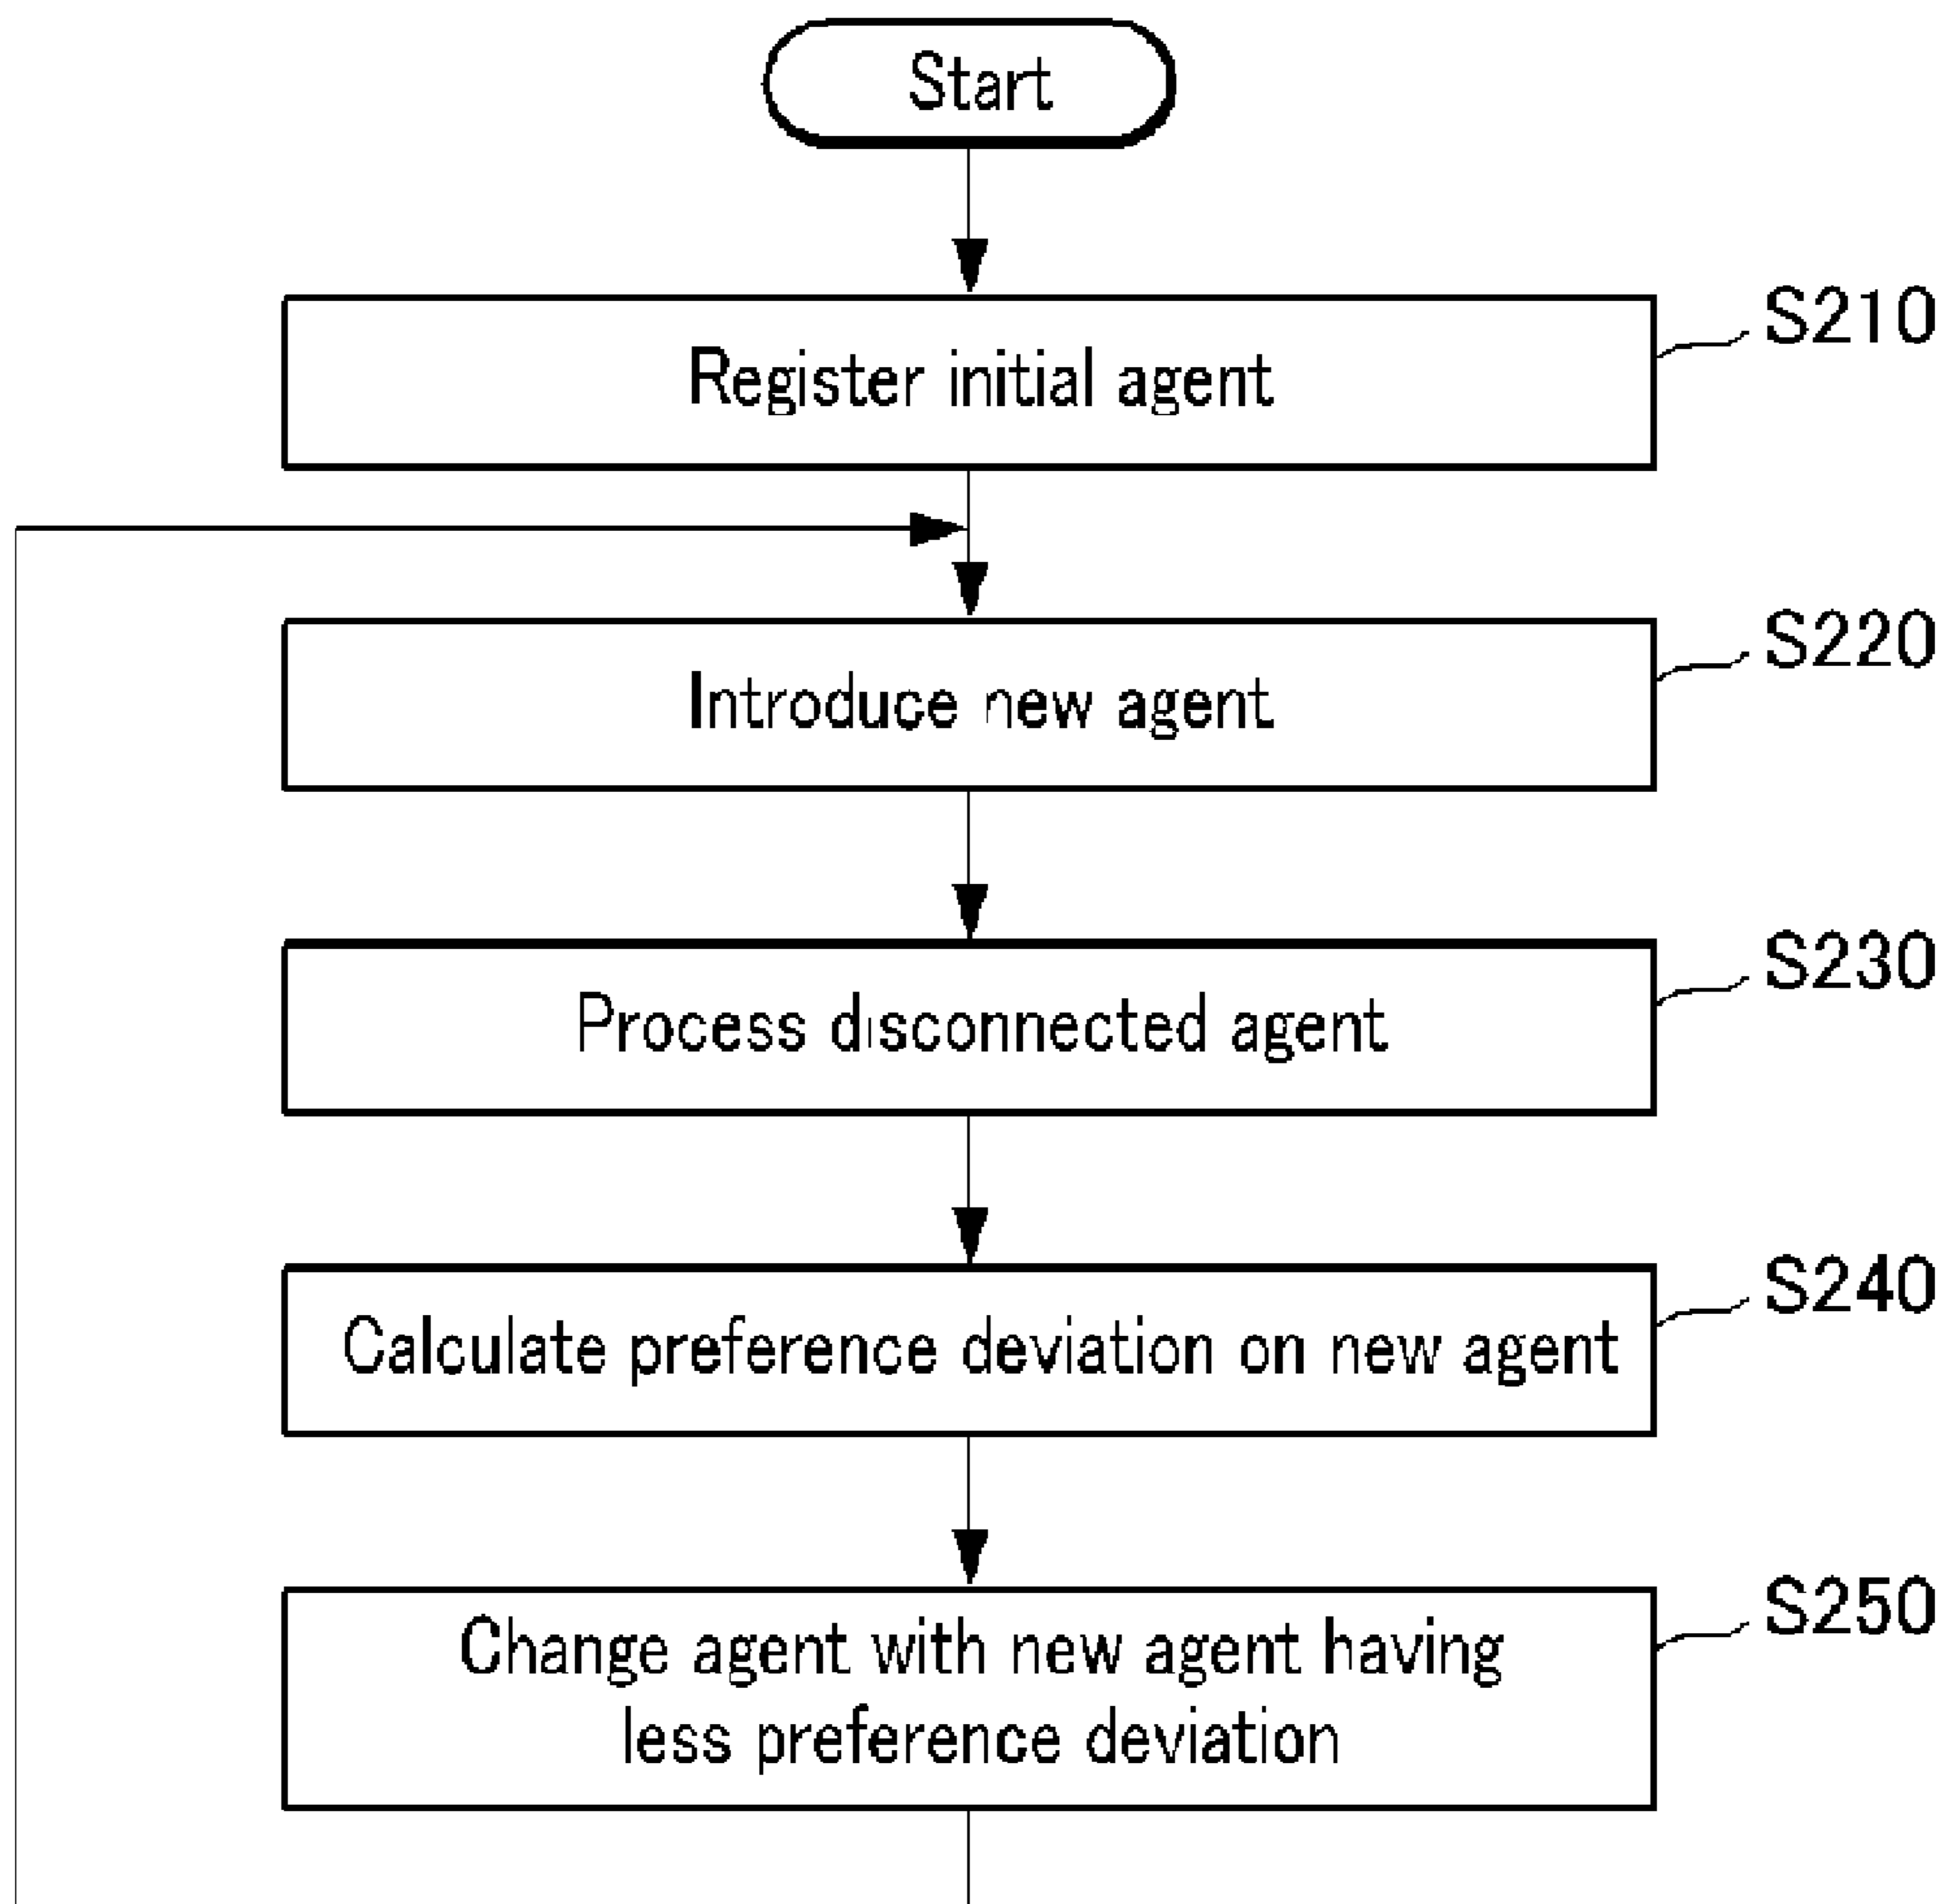 Start
Register initial agent
S210
Introduce new agent
S220
Process disconnected agent
S230
Calculate preference deviation on new agent
S240
Change agent with new agent having
less preference deviation
S250